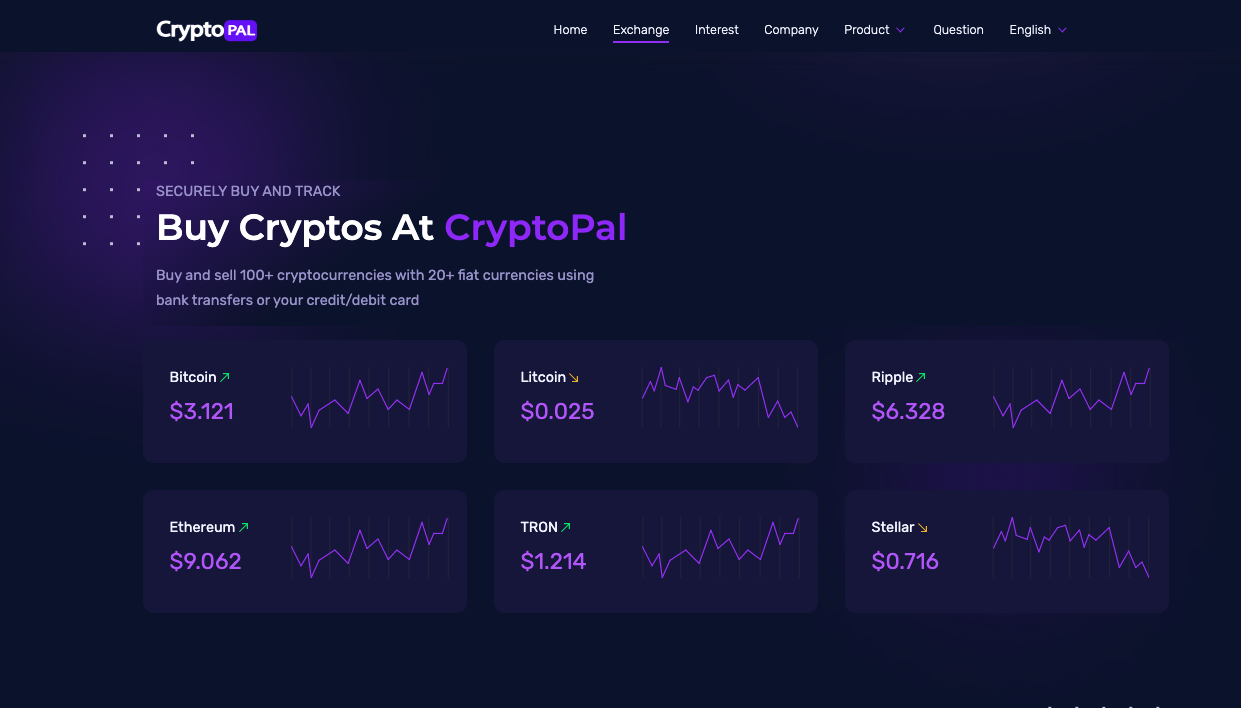 CryptoPAL
Home Exchange Interest Company Product Question English
SECURELY BUY AND TRACK
Buy Cryptos At CryptoPal
Buy and sell 100+ cryptocurrencies with 20+ fiat currencies using
bank transfers or your credit/debit card
Bitcoin
$3.121
Litcoin
$0.025
Ripple
$6.328
Ethereum
$9.062
TRON
$1.214
Stellar
$0.716